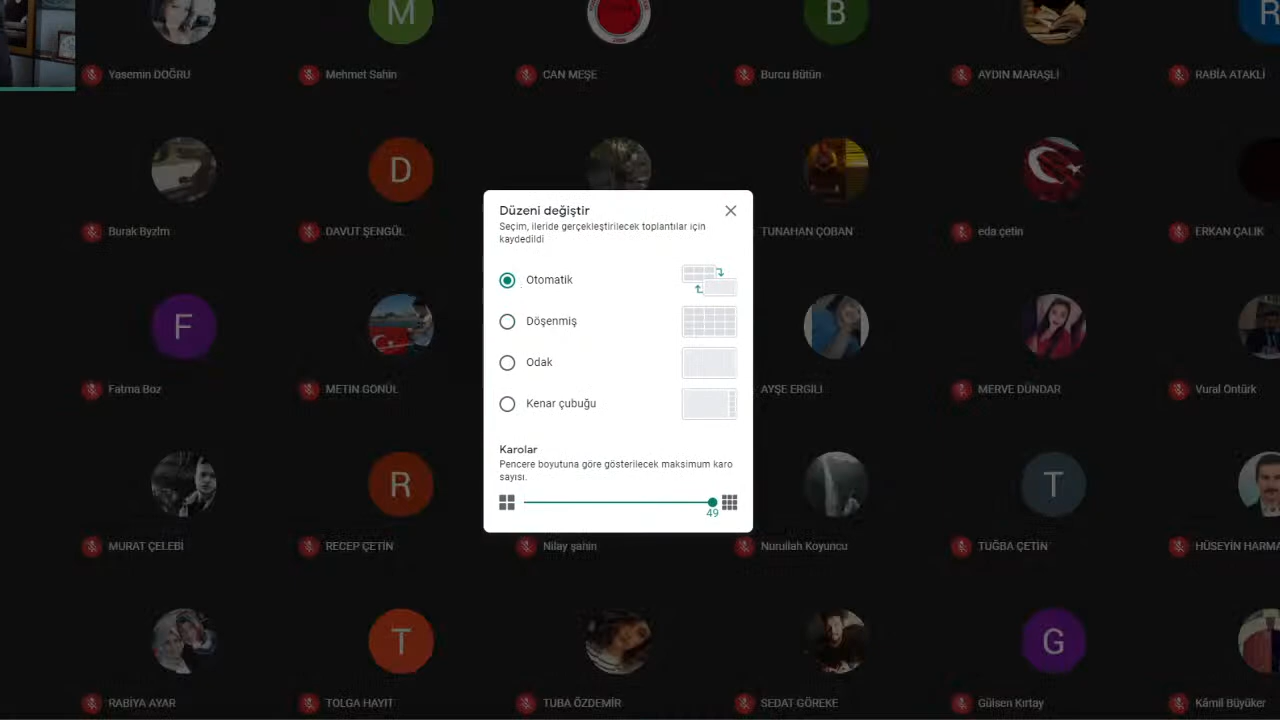 M
B
R
Yasemin DOĞRU
Mehmet Sahin
CAN MEŞE
Burcu Bütün
AYDIN MARAŞLI
RABİA ATAKLI
D
Burak Byzlm
DAVUT ŞENGÜL
TUNAHAN ÇOBAN
eda çetin
ERKAN ÇALIK
Düzeni değiştir
Seçim, ileride gerçekleştirilecek toplantılar için
kaydedildi
Otomatik
Döşenmiş
Odak
Kenar çubuğu
Karolar
Pencere boyutuna göre gösterilecek maksimum karo
sayısı.
49
F
Fatma Boz
METİN GÖNÜL
AYŞE ERGİLİ
MERVE DÜNDAR
Vural Öntürk
R
T
MURAT ÇELEBİ
RECEP ÇETİN
Nilay şahin
Nurullah Koyuncu
TUĞBA ÇETİN
HÜSEYİN HARMA
T
G
RABİYA AYAR
TOLGA HAYIT
TUBA ÖZDEMİR
SEDAT GÖREKE
Gülsen Kırtay
Kâmil Büyüker